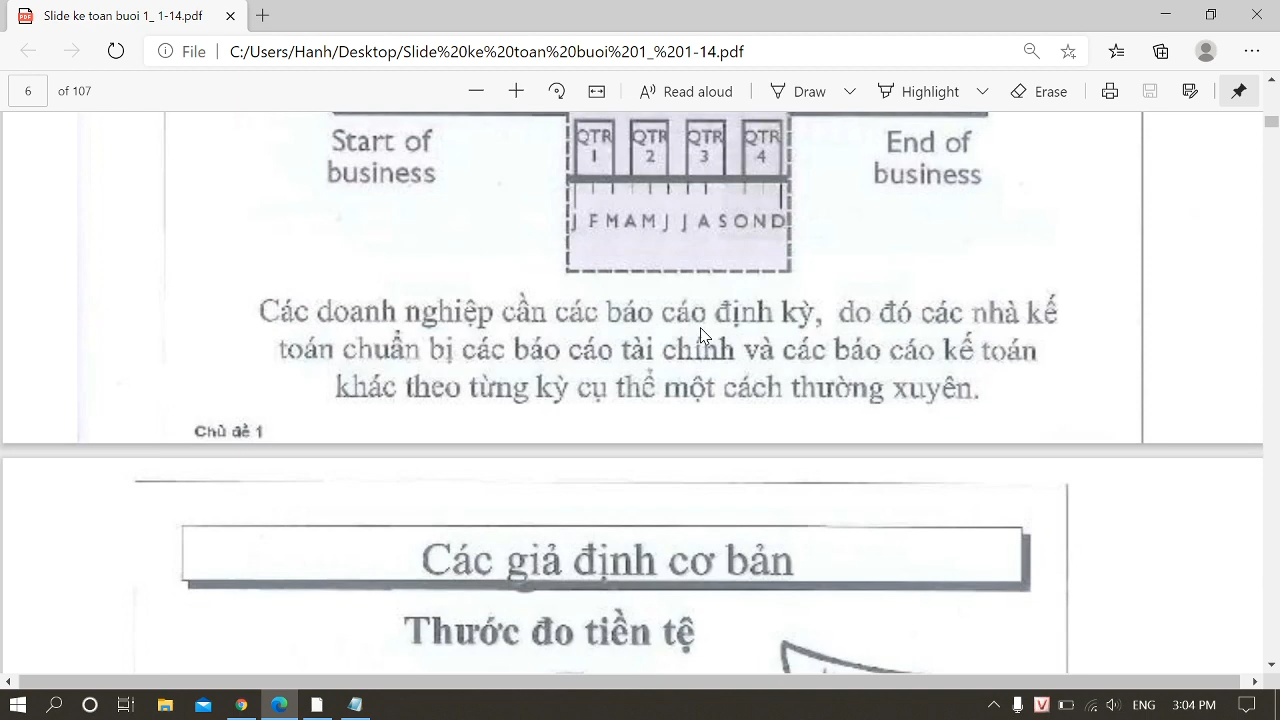 Slide ke toan buoi 1_ 1-14.pdf
File C:/Users/Hanh/Desktop/Slide%20ke%20toan%20buoi%201_%201-14.pdf
6 of 107 Read aloud Draw Highlight Erase
Start of business
QTR 1 QTR 2 QTR 3 QTR 4
End of business
J F M A M J J A S O N D
Các doanh nghiệp cần các báo cáo định kỳ, do đó các nhà kế
toán chuẩn bị các báo cáo tài chính và các báo cáo kế toán
khác theo từng kỳ cụ thể một cách thường xuyên.
Chủ đề 1
Các giả định cơ bản
Thước đo tiền tệ
ENG 3:04 PM